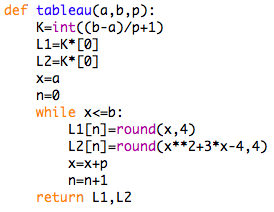 def tableau(a,b,p):
    K=int((b-a)/p+1)
    L1=K*[0]
    L2=K*[0]
    x=a
    n=0
    while x<=b:
        L1[n]=round(x,4)
        L2[n]=round(x**2+3*x-4,4)
        x=x+p
        n=n+1
    return L1,L2